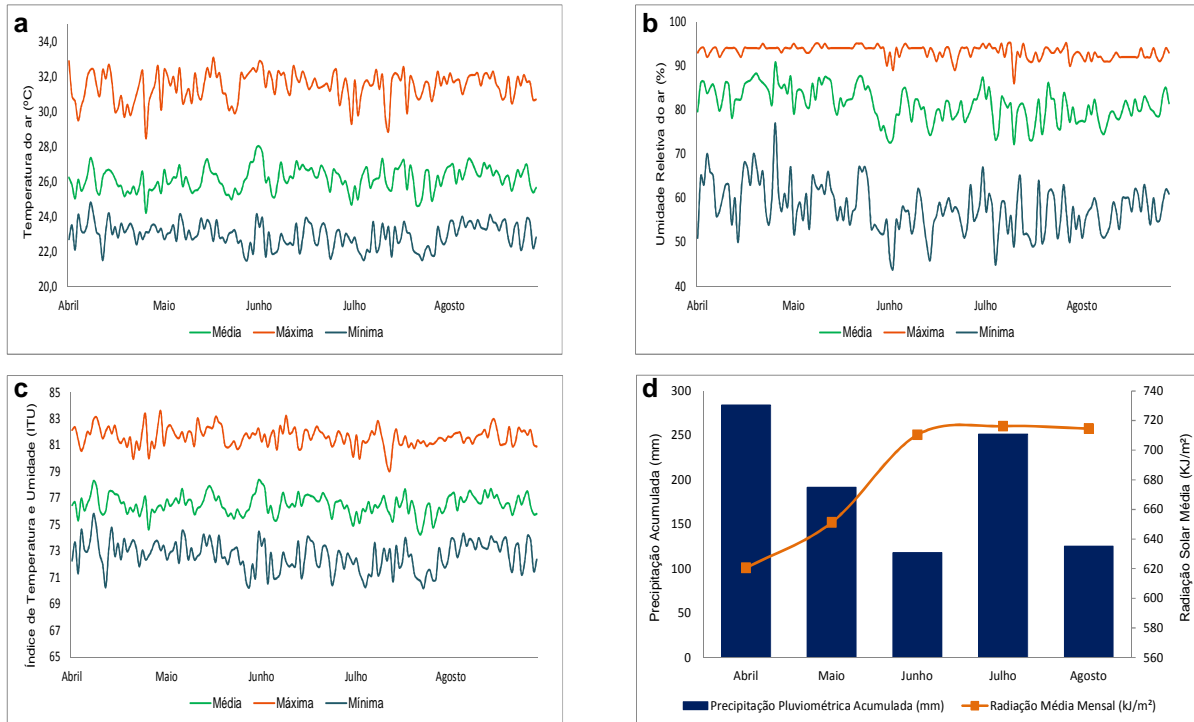 a
Temperatura do ar (ºC)
34,0
32,0
30,0
28,0
26,0
24,0
22,0
20,0
Abril Maio Junho Julho Agosto
Média Máxima Mínima
b
Umidade Reletiva do ar (%)
100
90
80
70
60
50
40
Abril Maio Junho Julho Agosto
Média Máxima Mínima
c
Índice de Temperatura e Umidade (ITU)
85
83
81
79
77
75
73
71
69
67
65
Abril Maio Junho Julho Agosto
Média Máxima Mínima
d
Precipitação Acumulada (mm)
300
250
200
150
100
50
0
740
720
700
680
660
640
620
600
580
560
Radiação Solar Média (KJ/m²)
Abril Maio Junho Julho Agosto
Precipitação Pluviométrica Acumulada (mm) Radiação Média Mensal (kJ/m²)